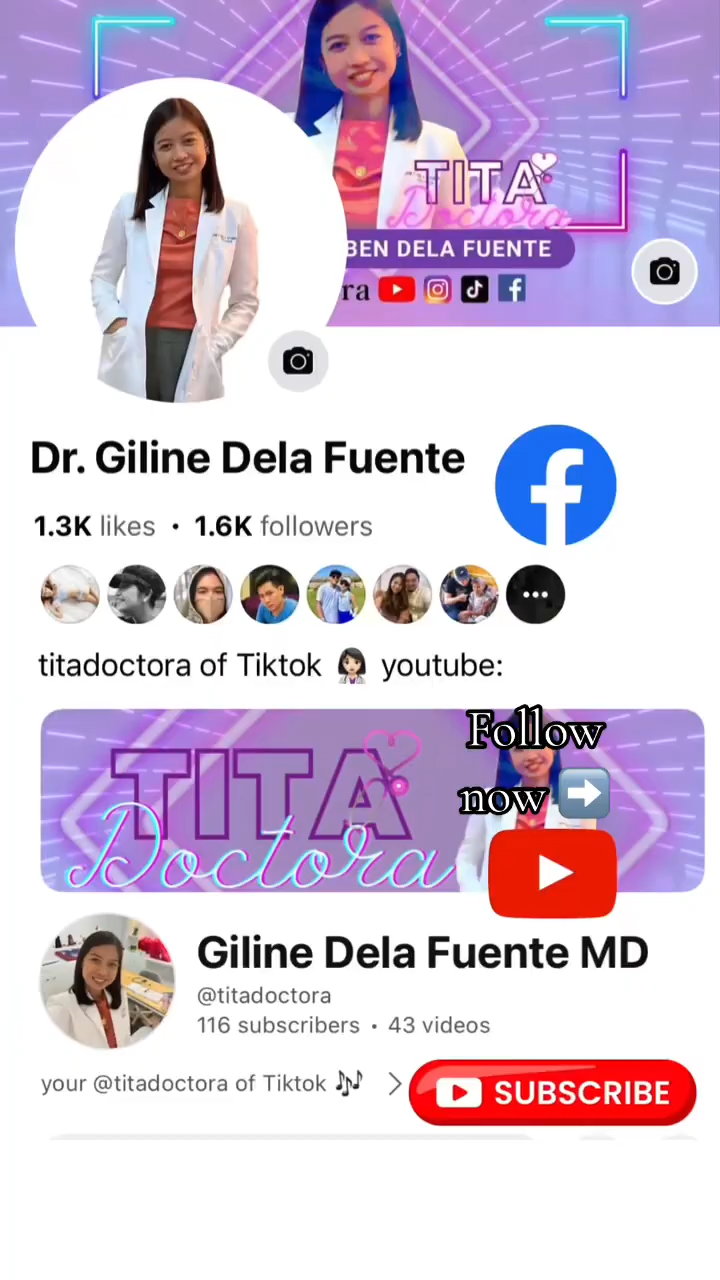 TITA
Doctora
BEN DELA FUENTE
ra
Dr. Giline Dela Fuente
1.3K likes • 1.6K followers
titadoctora of Tiktok 👩🏻‍⚕️ youtube:
TITA
Doctora
Follow
now ➡️
Giline Dela Fuente MD
@titadoctora
116 subscribers • 43 videos
your @titadoctora of Tiktok 🎶 >
SUBSCRIBE